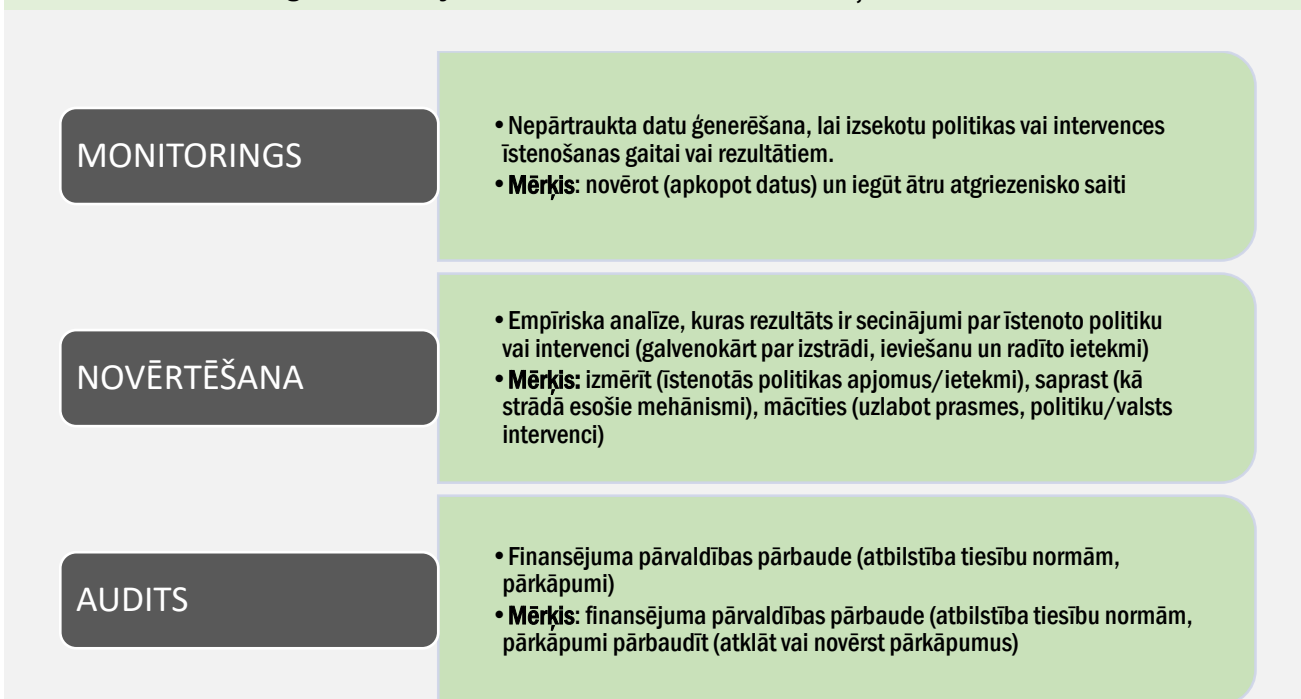 MONITORINGS
• Nepārtraukta datu ģenerēšana, lai izsekotu politikas vai intervences
īstenošanas gaitai vai rezultātiem.
• Mērķis: novērot (apkopot datus) un iegūt ātru atgriezenisko saiti
NOVĒRTĒŠANA
• Empīriska analīze, kuras rezultāts ir secinājumi par īstenoto politiku
vai intervenci (galvenokārt par izstrādi, ieviešanu un radīto ietekmi)
• Mērķis: izmērīt (īstenotās politikas apjomus/ietekmi), saprast (kā
strādā esošie mehānismi), mācīties (uzlabot prasmes, politiku/valsts
intervenci)
AUDITS
• Finansējuma pārvaldības pārbaude (atbilstība tiesību normām,
pārkāpumi)
• Mērķis: finansējuma pārvaldības pārbaude (atbilstība tiesību normām,
pārkāpumi pārbaudīt (atklāt vai novērst pārkāpumus)